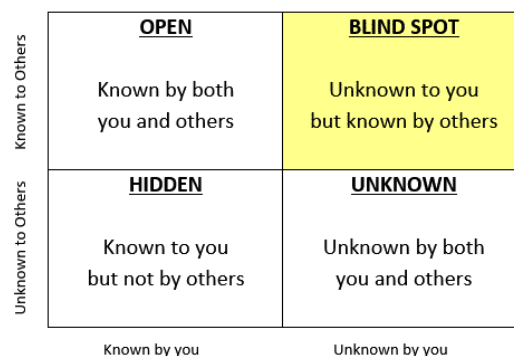 Known to Others
OPEN
Known by both
you and others
BLIND SPOT
Unknown to you
but known by others
Unknown to Others
HIDDEN
Known to you
but not by others
UNKNOWN
Unknown by both
you and others
Known by you
Unknown by you